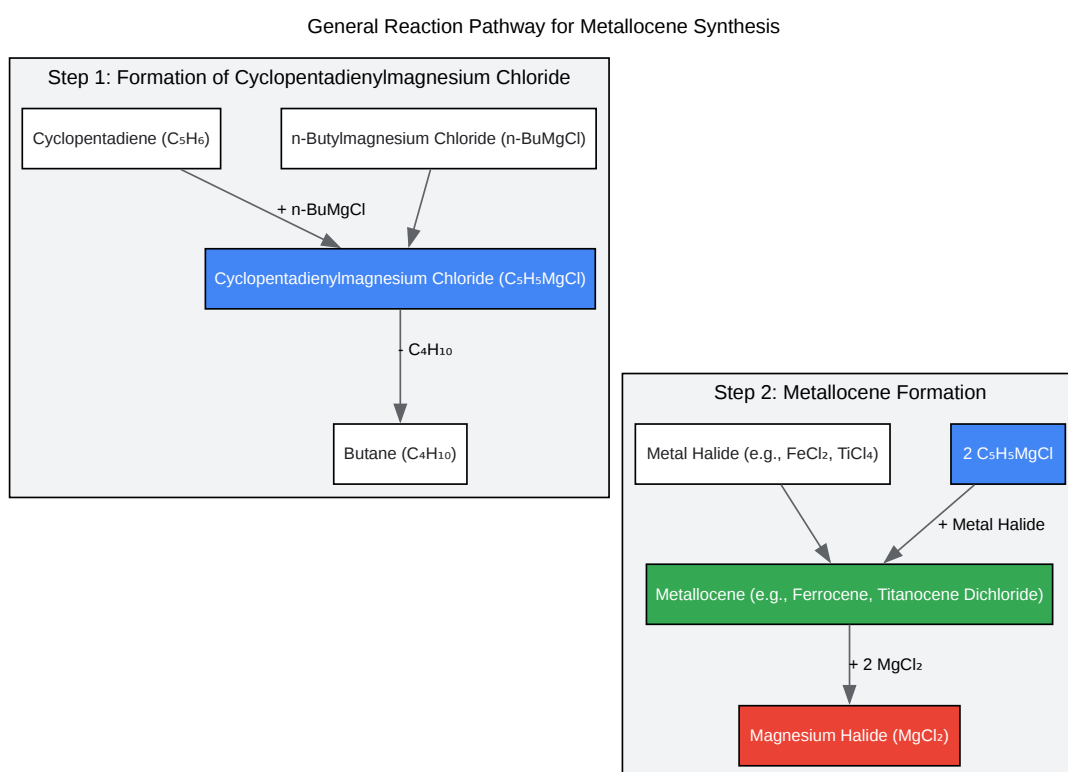 General Reaction Pathway for Metallocene Synthesis
Step 1: Formation of Cyclopentadienylmagnesium Chloride
Cyclopentadiene (C₅H₆)
n-Butylmagnesium Chloride (n-BuMgCl)
+ n-BuMgCl
Cyclopentadienylmagnesium Chloride (C₅H₅MgCl)
- C₄H₁₀
Butane (C₄H₁₀)
Step 2: Metallocene Formation
Metal Halide (e.g., FeCl₂, TiCl₄)
2 C₅H₅MgCl
+ Metal Halide
Metallocene (e.g., Ferrocene, Titanocene Dichloride)
+ 2 MgCl₂
Magnesium Halide (MgCl₂)